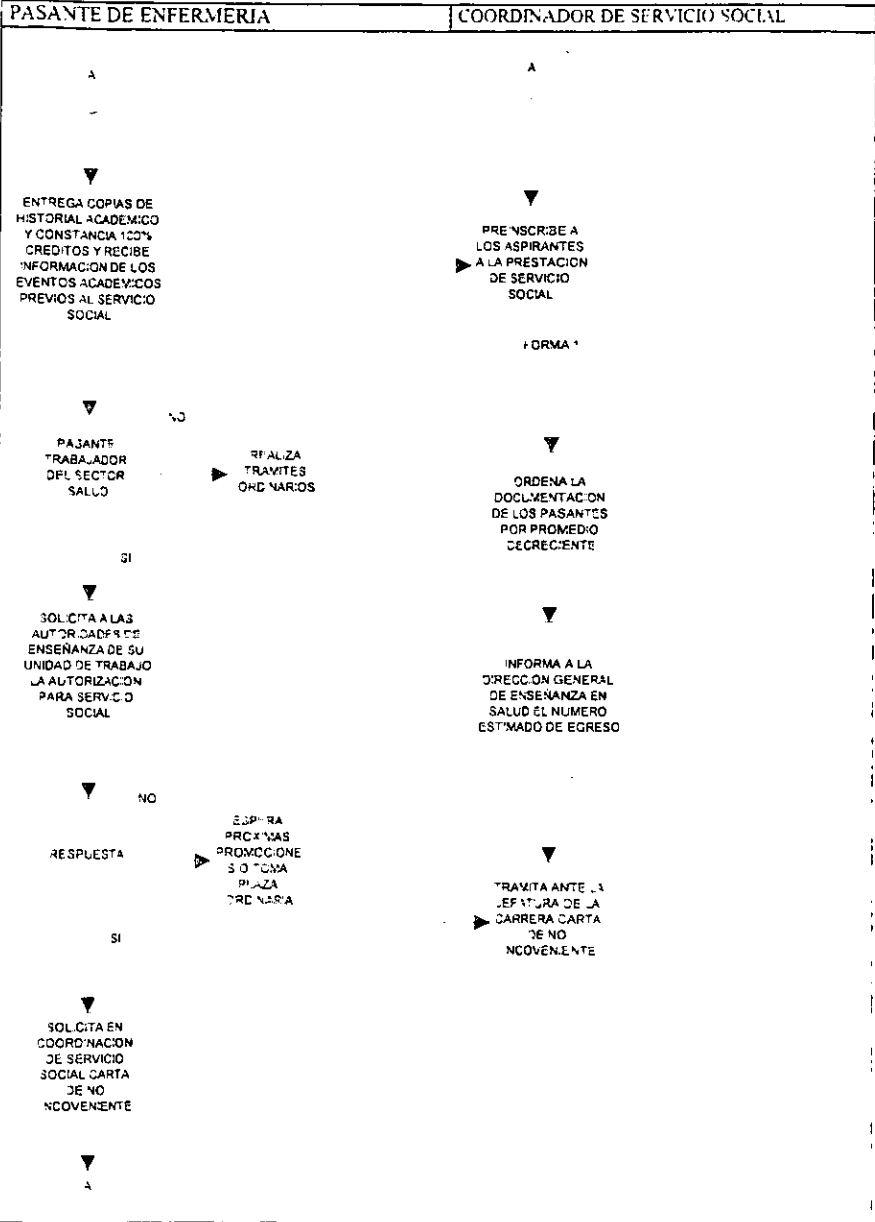 PASANTE DE ENFERMERIA
COORDINADOR DE SERVICIO SOCIAL
A
A
ENTREGA COPIAS DE
HISTORIAL ACADEMICO
Y CONSTANCIA 100%
CREDITOS Y RECIBE
INFORMACION DE LOS
EVENTOS ACADEMICOS
PREVIOS AL SERVICIO
SOCIAL
PREINSCRIBE A
LOS ASPIRANTES
A LA PRESTACION
DE SERVICIO
SOCIAL
FORMA 1
NO
PASANTE
TRABAJADOR
DEL SECTOR
SALUD
REALIZA
TRAMITES
ORDINARIOS
ORDENA LA
DOCUMENTACION
DE LOS PASANTES
POR PROMEDIO
DECRECIENTE
SI
SOLICITA A LAS
AUTORIDADES DE
ENSEÑANZA DE SU
UNIDAD DE TRABAJO
LA AUTORIZACION
PARA SERVICIO
SOCIAL
INFORMA A LA
DIRECCION GENERAL
DE ENSEÑANZA EN
SALUD EL NUMERO
ESTIMADO DE EGRESO
NO
RESPUESTA
ESPERA
PROXIMAS
PROMOCIONE
S O TOMA
PLAZA
ORDINARIA
TRAMITA ANTE LA
JEFATURA DE LA
CARRERA CARTA
DE NO
INCOVENIENTE
SI
SOLICITA EN
COORDINACION
DE SERVICIO
SOCIAL CARTA
DE NO
INCOVENIENTE
A